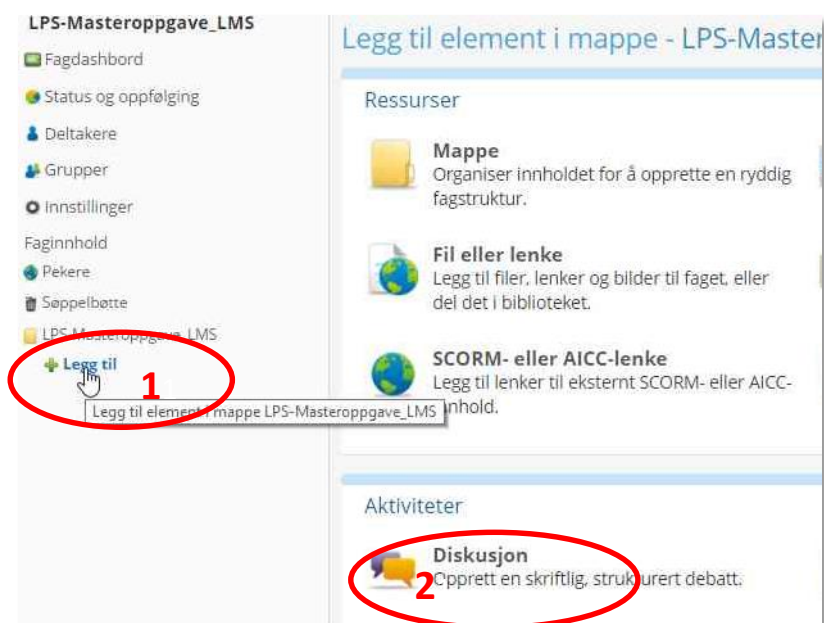 LPS-Masteroppgave_LMS
Fagdashbord
Status og oppfølging
Deltakere
Grupper
Innstillinger
Faginnhold
Pekere
Søppelbøtte
LPS-Masteroppgave_LMS
Legg til
1
Legg til element i mappe LPS-Masteroppgave_LMS
Legg til element i mappe - LPS-Master
Ressurser
Mappe
Organiser innholdet for å opprette en ryddig
fagstruktur.
Fil eller lenke
Legg til filer, lenker og bilder til faget, eller
del det i biblioteket.
SCORM- eller AICC-lenke
Legg til lenker til eksternt SCORM- eller AICC-
innhold.
Aktiviteter
Diskusjon
2
Opprett en skriftlig, strukturert debatt.